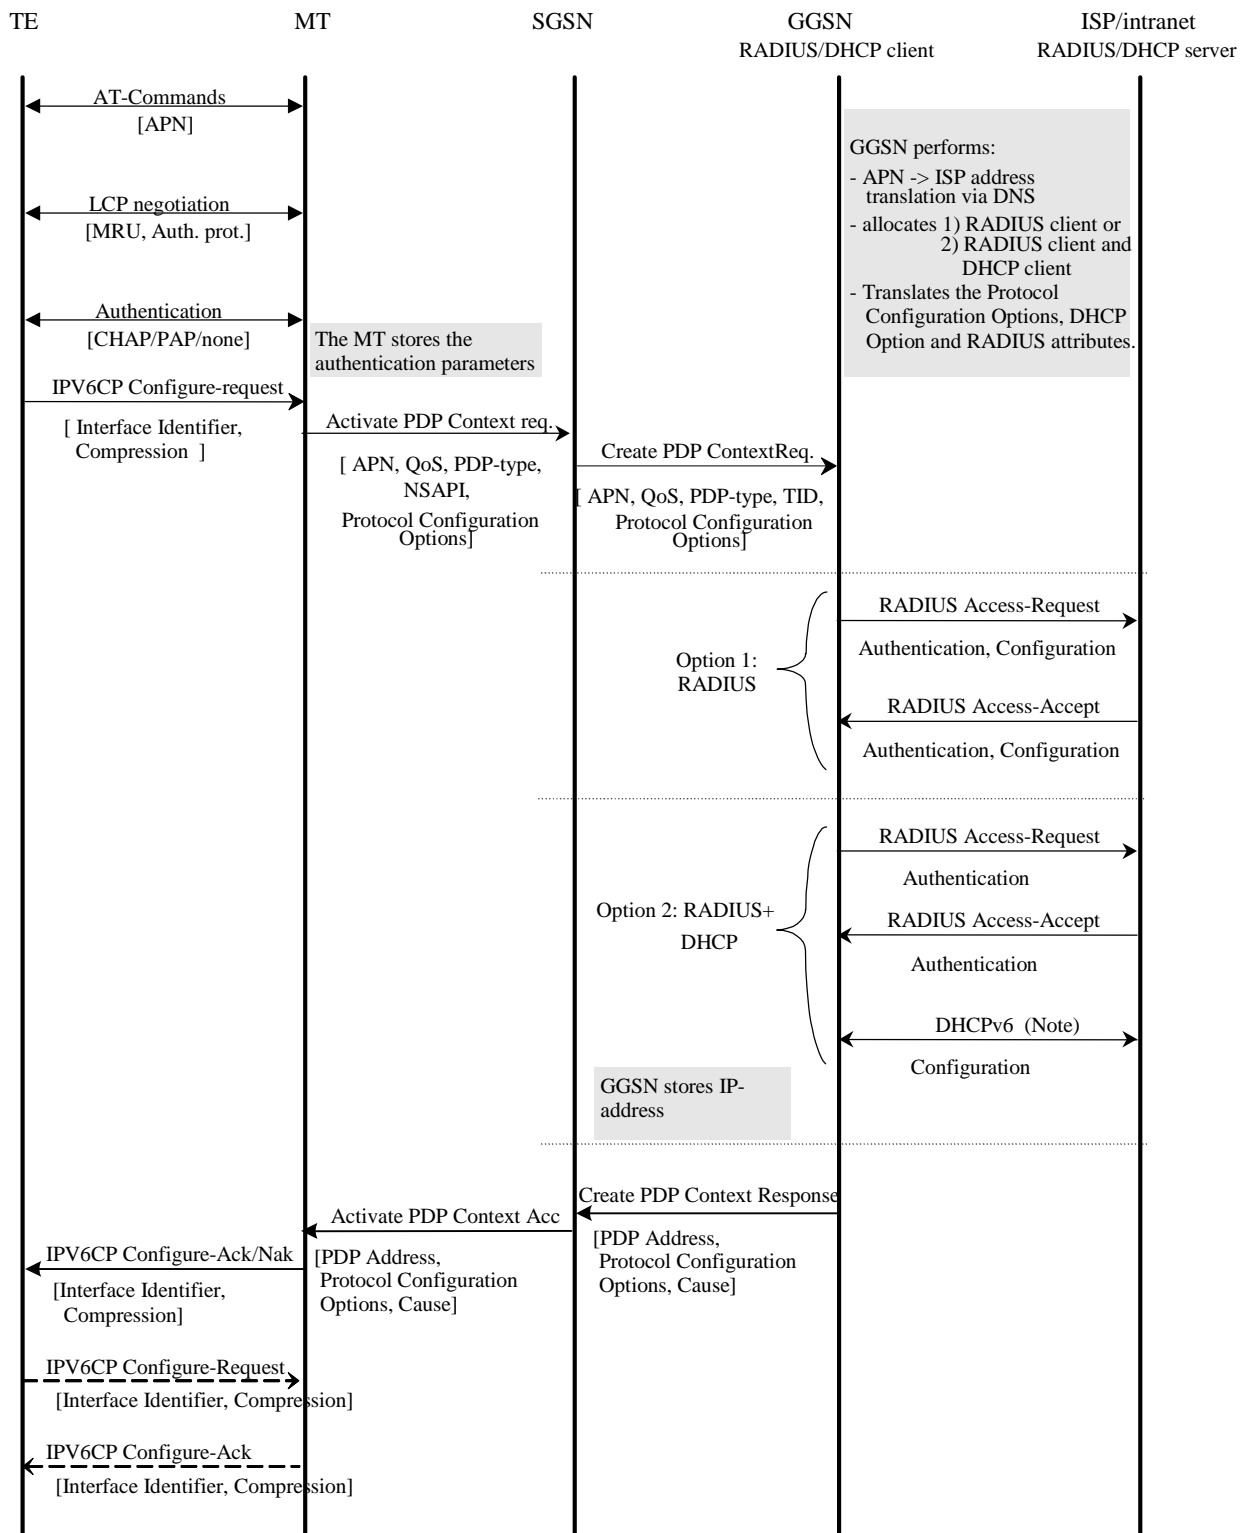 TE
MT
SGSN
GGSN
ISP/intranet
RADIUS/DHCP client
RADIUS/DHCP server
AT-Commands
[APN]
GGSN performs:
- APN -> ISP address
translation via DNS
- allocates 1) RADIUS client or
2) RADIUS client and
DHCP client
- Translates the Protocol
Configuration Options, DHCP
Option and RADIUS attributes.
LCP negotiation
[MRU, Auth. prot.]
Authentication
[CHAP/PAP/none]
The MT stores the
authentication parameters
IPV6CP Configure-request
[ Interface Identifier,
Compression ]
Activate PDP Context req.
[ APN, QoS, PDP-type,
NSAPI,
Protocol Configuration
Options]
Create PDP ContextReq.
[ APN, QoS, PDP-type, TID,
Protocol Configuration
Options]
Option 1:
RADIUS
RADIUS Access-Request
Authentication, Configuration
RADIUS Access-Accept
Authentication, Configuration
Option 2: RADIUS+
DHCP
RADIUS Access-Request
Authentication
RADIUS Access-Accept
Authentication
DHCPv6 (Note)
Configuration
GGSN stores IP-
address
Create PDP Context Response
[PDP Address,
Protocol Configuration
Options, Cause]
Activate PDP Context Acc
[PDP Address,
Protocol Configuration
Options, Cause]
IPV6CP Configure-Ack/Nak
[Interface Identifier,
Compression]
IPV6CP Configure-Request
[Interface Identifier, Compression]
IPV6CP Configure-Ack
[Interface Identifier, Compression]